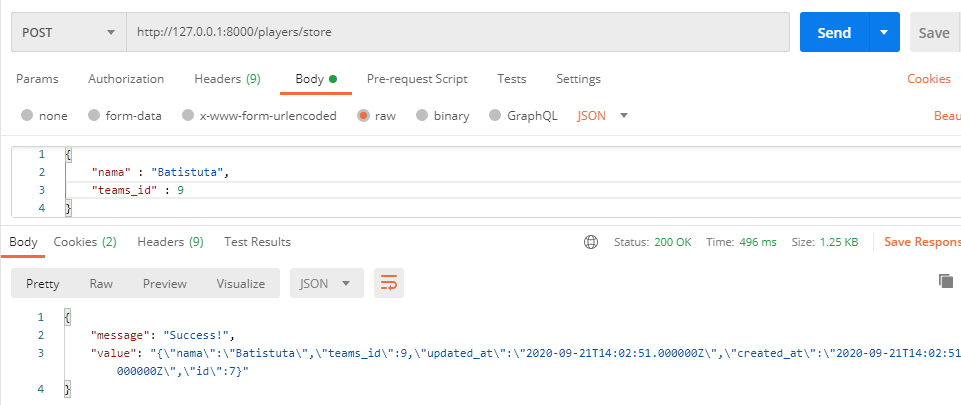 POST http://127.0.0.1:8000/players/store Send Save
Params Authorization Headers (9) Body Pre-request Script Tests Settings Cookies
none form-data x-www-form-urlencoded raw binary GraphQL JSON Beau
1 {
2 "nama" : "Batistuta",
3 "teams_id" : 9
4 }
Body Cookies (2) Headers (9) Test Results Status: 200 OK Time: 496 ms Size: 1.25 KB Save Respons
Pretty Raw Preview Visualize JSON
1 {
2 "message": "Success!",
3 "value": "{\"nama\":\"Batistuta\",\"teams_id\":9,\"updated_at\":\"2020-09-21T14:02:51.000000Z\",\"created_at\":\"2020-09-21T14:02:51
000000Z\",\"id\":7}"
4 }